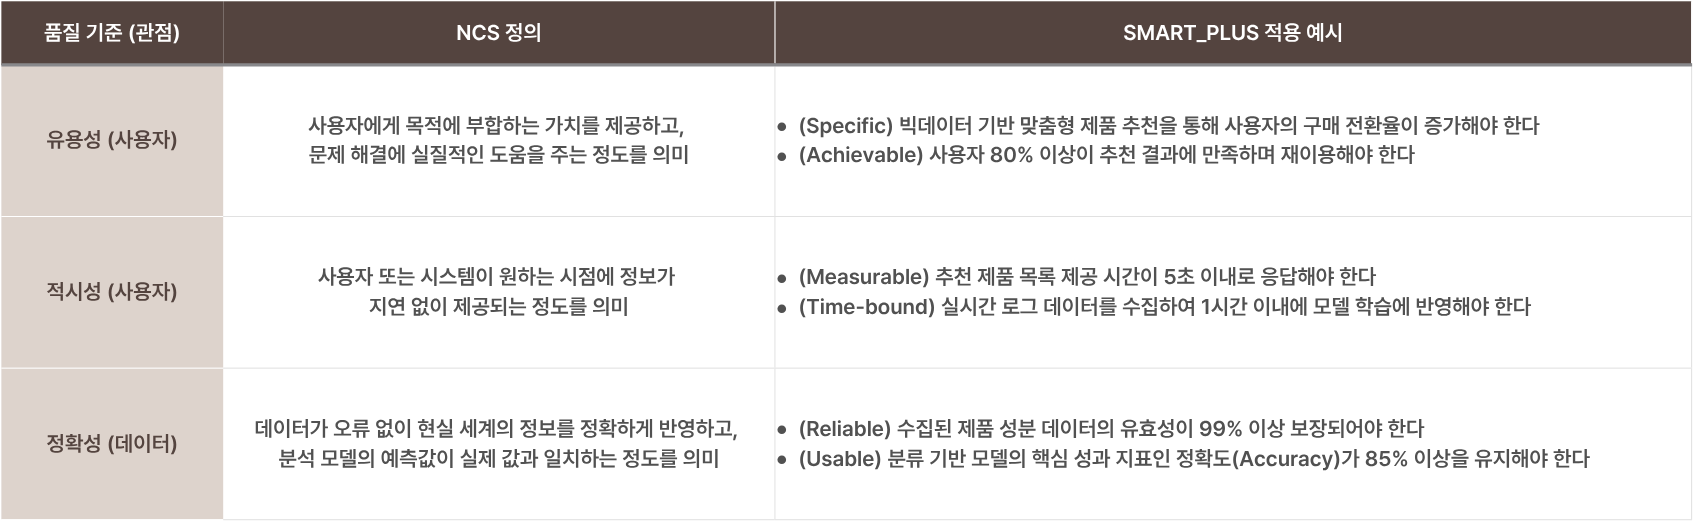 품질 기준 (관점)
NCS 정의
SMART_PLUS 적용 예시
유용성 (사용자)
사용자에게 목적에 부합하는 가치를 제공하고,
문제 해결에 실질적인 도움을 주는 정도를 의미
• (Specific) 빅데이터 기반 맞춤형 제품 추천을 통해 사용자의 구매 전환율이 증가해야 한다
• (Achievable) 사용자 80% 이상이 추천 결과에 만족하며 재이용해야 한다
적시성 (사용자)
사용자 또는 시스템이 원하는 시점에 정보가
지연 없이 제공되는 정도를 의미
• (Measurable) 추천 제품 목록 제공 시간이 5초 이내로 응답해야 한다
• (Time-bound) 실시간 로그 데이터를 수집하여 1시간 이내에 모델 학습에 반영해야 한다
정확성 (데이터)
데이터가 오류 없이 현실 세계의 정보를 정확하게 반영하고,
분석 모델의 예측값이 실제 값과 일치하는 정도를 의미
• (Reliable) 수집된 제품 성분 데이터의 유효성이 99% 이상 보장되어야 한다
• (Usable) 분류 기반 모델의 핵심 성과 지표인 정확도(Accuracy)가 85% 이상을 유지해야 한다